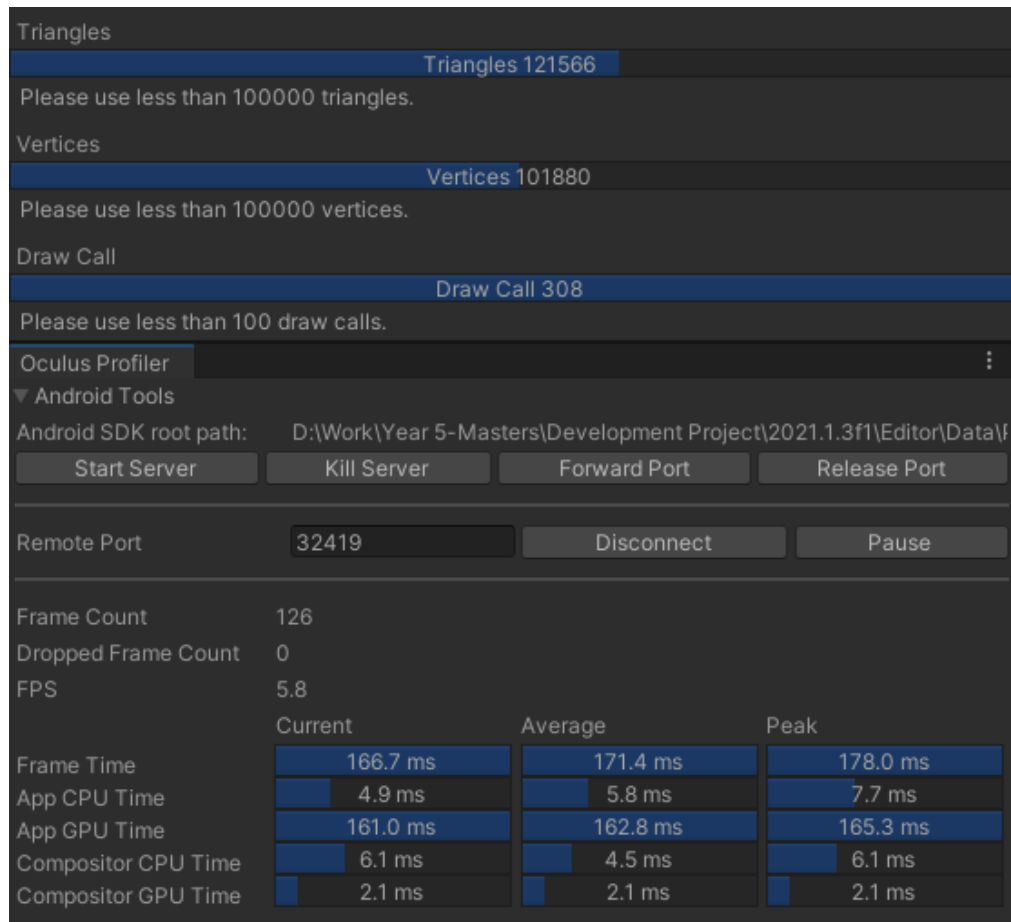 Triangles
Triangles 121566
Please use less than 100000 triangles.
Vertices
Vertices 101880
Please use less than 100000 vertices.
Draw Call
Draw Call 308
Please use less than 100 draw calls.
Oculus Profiler
Android Tools
Android SDK root path: D:\Work\Year 5-Masters\Development Project\2021.1.3f1\Editor\Data\
Start Server Kill Server Forward Port Release Port
Remote Port 32419 Disconnect Pause
Frame Count 126
Dropped Frame Count 0
FPS 5.8
Current Average Peak
Frame Time 166.7 ms 171.4 ms 178.0 ms
App CPU Time 4.9 ms 5.8 ms 7.7 ms
App GPU Time 161.0 ms 162.8 ms 165.3 ms
Compositor CPU Time 6.1 ms 4.5 ms 6.1 ms
Compositor GPU Time 2.1 ms 2.1 ms 2.1 ms